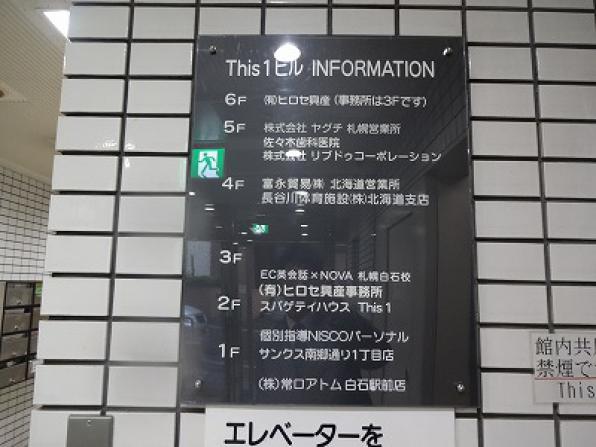 This 1ビル INFORMATION
6F (有)ヒロセ興産 (事務所は3Fです)
5F 株式会社 ヤグチ 札幌営業所
佐々木歯科医院
株式会社 リブドゥコーポレーション
4F 富永貿易(株) 北海道営業所
長谷川体育施設(株)北海道支店
3F
EC英会話×NOVA 札幌白石校
(有)ヒロセ興産事務所
2F スパゲティハウス This 1
個別指導NISCOパーソナル
1F サンクス南郷通り1丁目店
(株)常口アトム 白石駅前店
館内共
禁煙で
This
エレベーターを